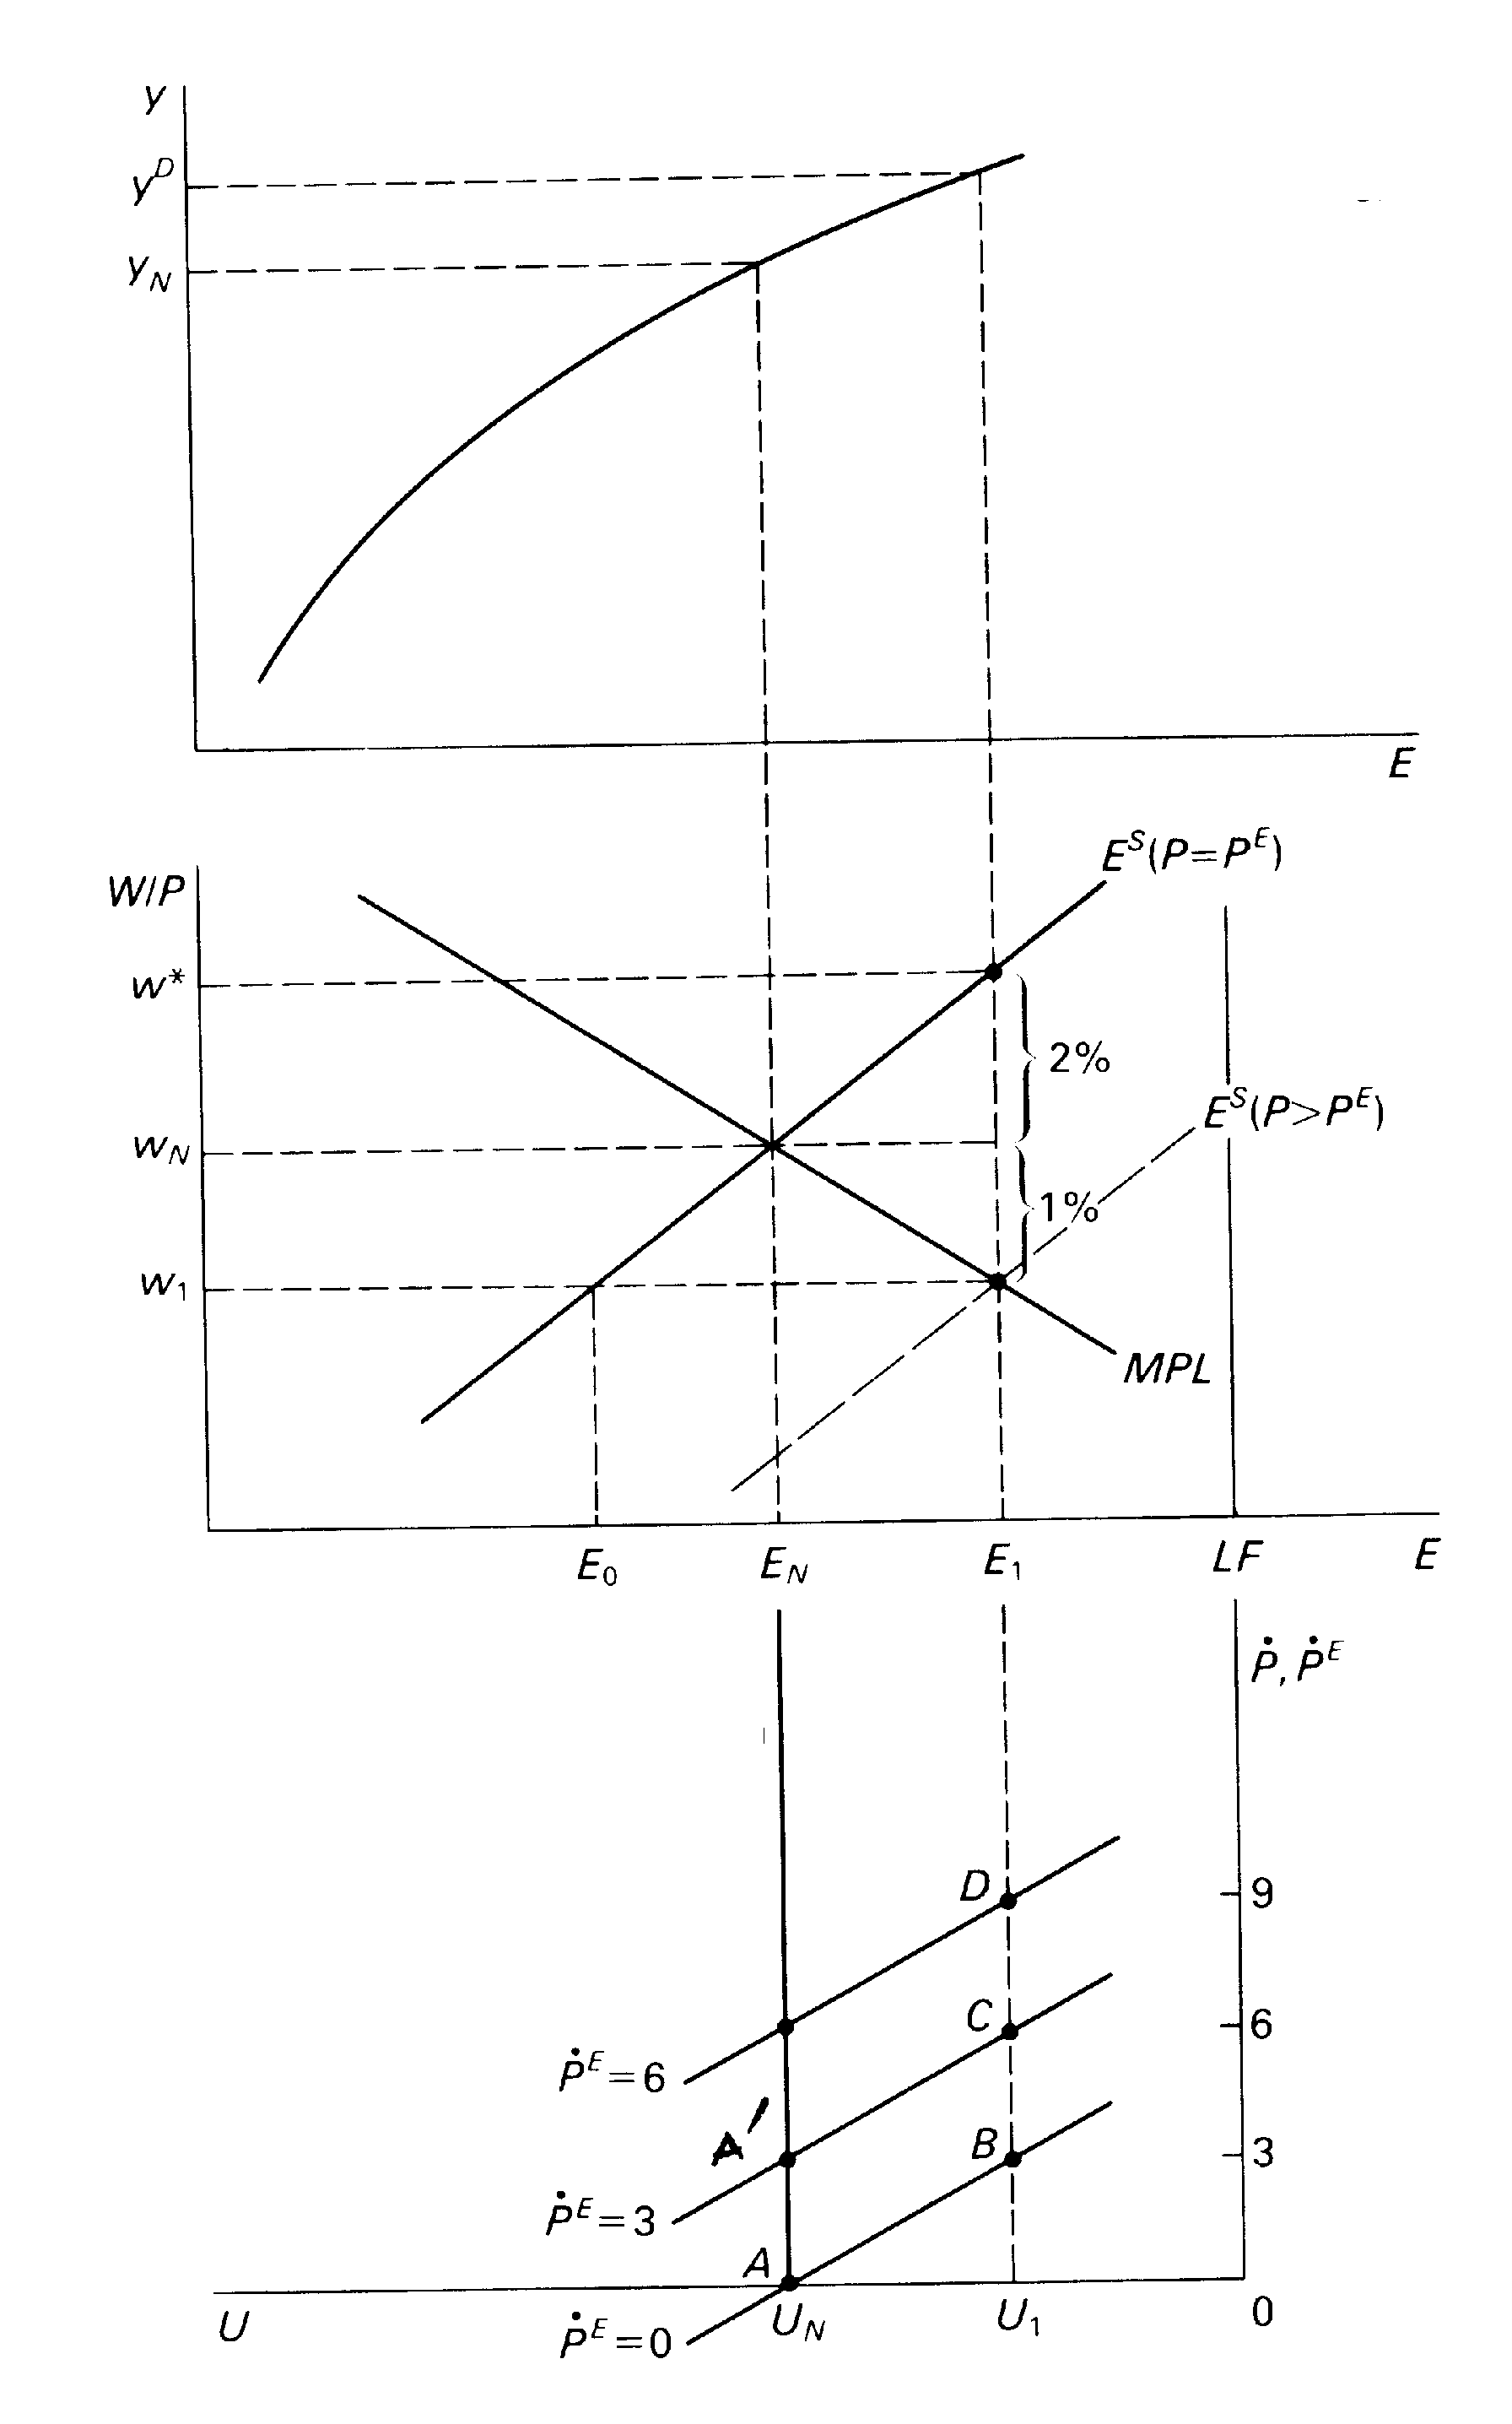 y
y^D
y_N
E
E^S(P=P^E)
W/P
w*
2%
E^S(P>P^E)
w_N
1%
w_1
MPL
E_0 E_N E_1 LF E
Ṗ, Ṗ^E
D 9
C 6
Ṗ^E=6
A′
B 3
Ṗ^E=3
A
U U_N U_1 0
Ṗ^E=0